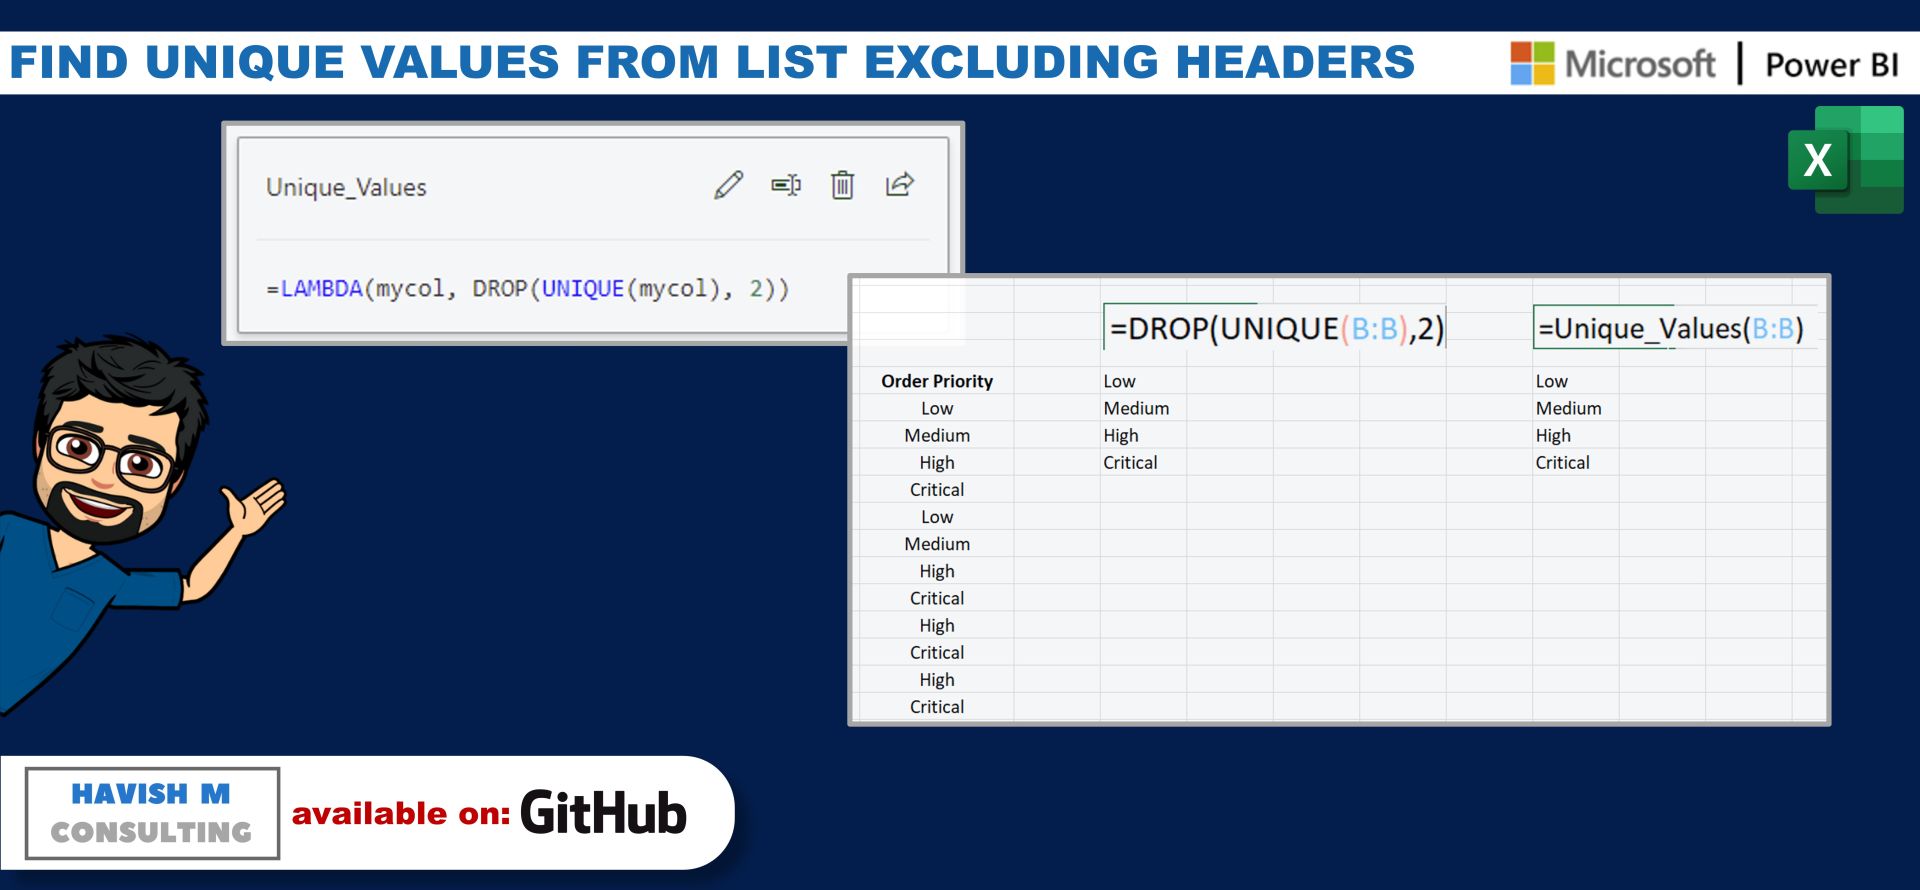 FIND UNIQUE VALUES FROM LIST EXCLUDING HEADERS
Microsoft | Power BI
X
Unique_Values
=LAMBDA(mycol, DROP(UNIQUE(mycol), 2))
=DROP(UNIQUE(B:B),2)
=Unique_Values(B:B)
Order Priority Low Low
Low Medium Medium
Medium High High
High Critical Critical
Critical
Low
Medium
High
Critical
High
Critical
High
Critical
HAVISH M
CONSULTING
available on: GitHub